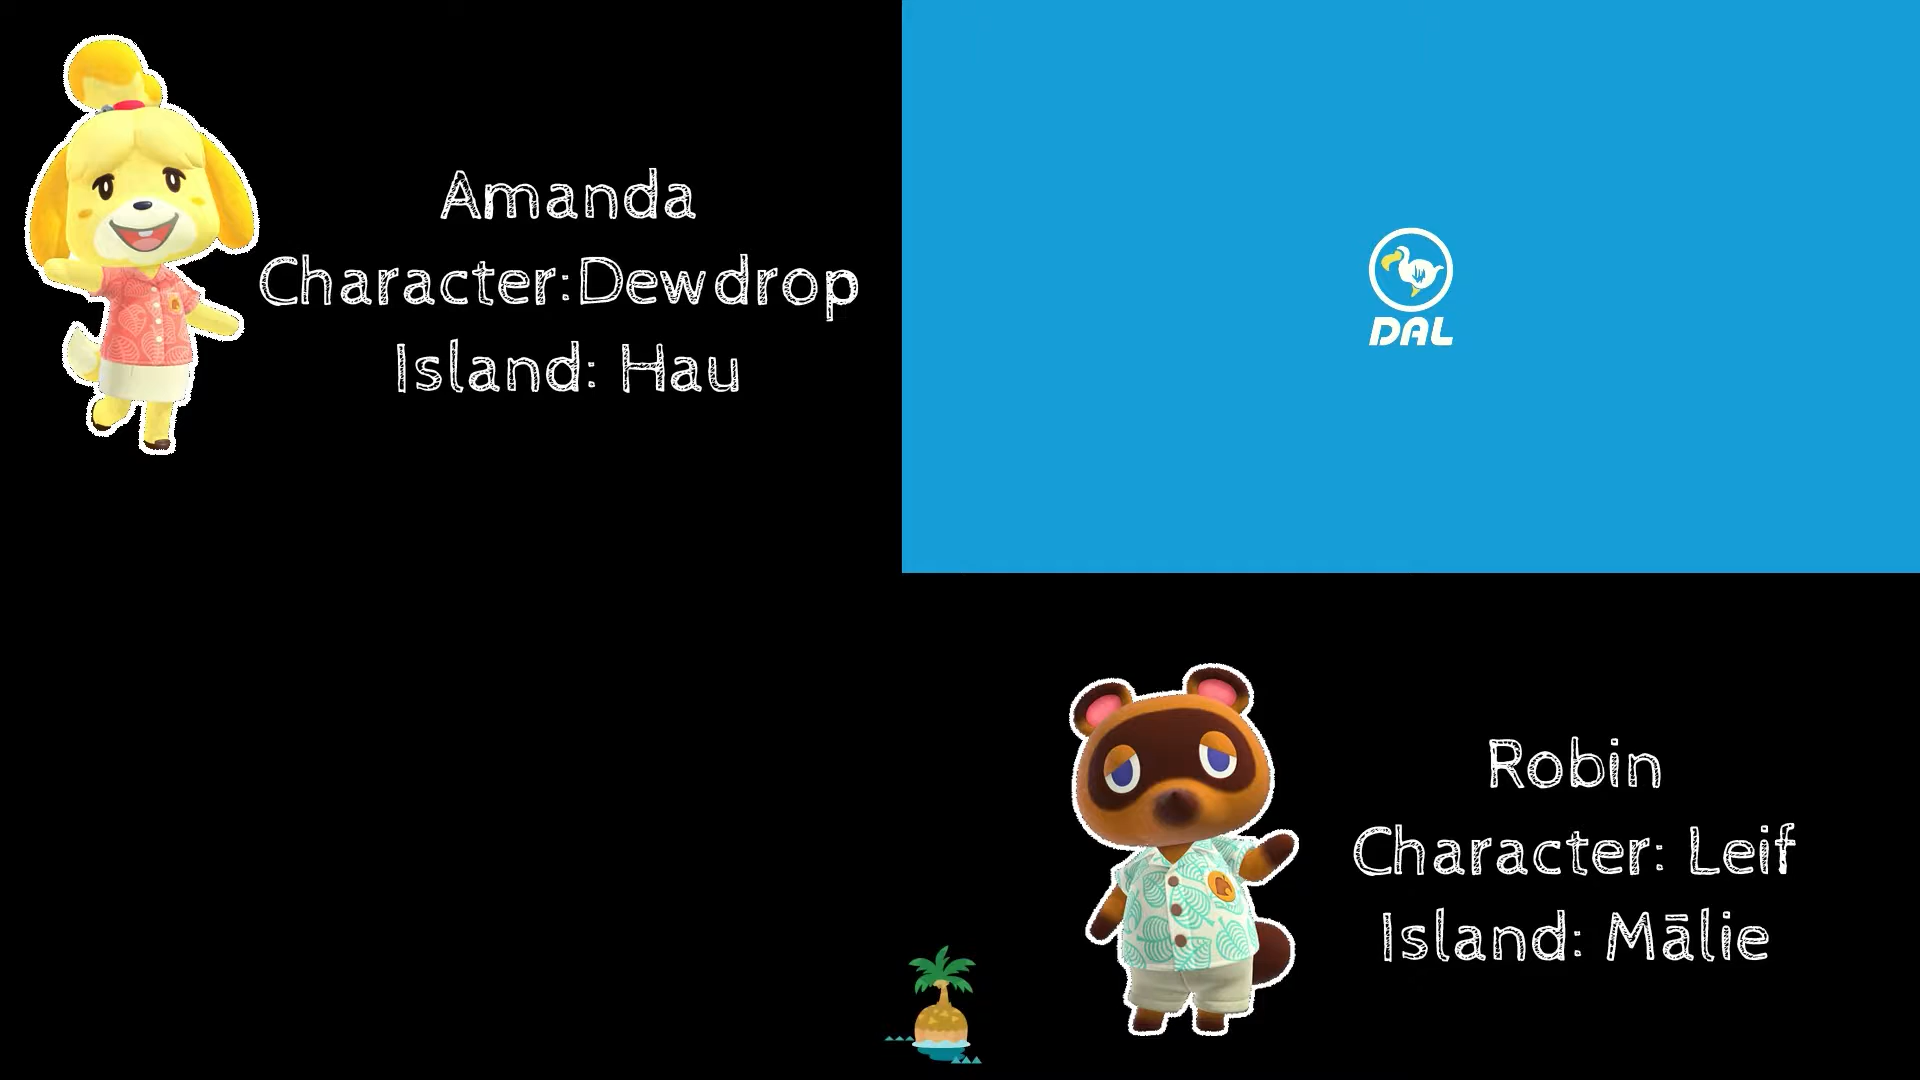 Amanda
Character:Dewdrop
Island: Hau
DAL
Robin
Character: Leif
Island: Mālie